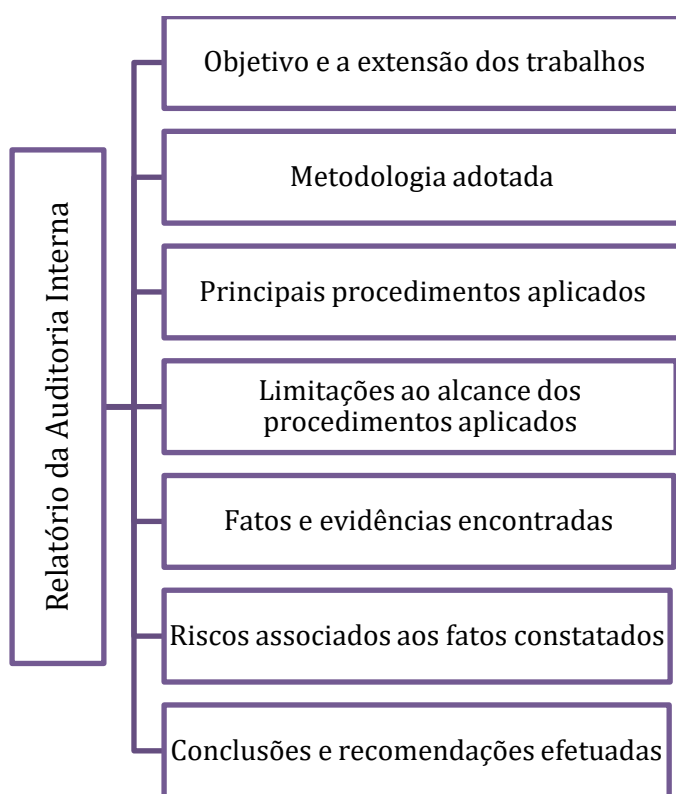 Relatório da Auditoria Interna
Objetivo e a extensão dos trabalhos
Metodologia adotada
Principais procedimentos aplicados
Limitações ao alcance dos
procedimentos aplicados
Fatos e evidências encontradas
Riscos associados aos fatos constatados
Conclusões e recomendações efetuadas